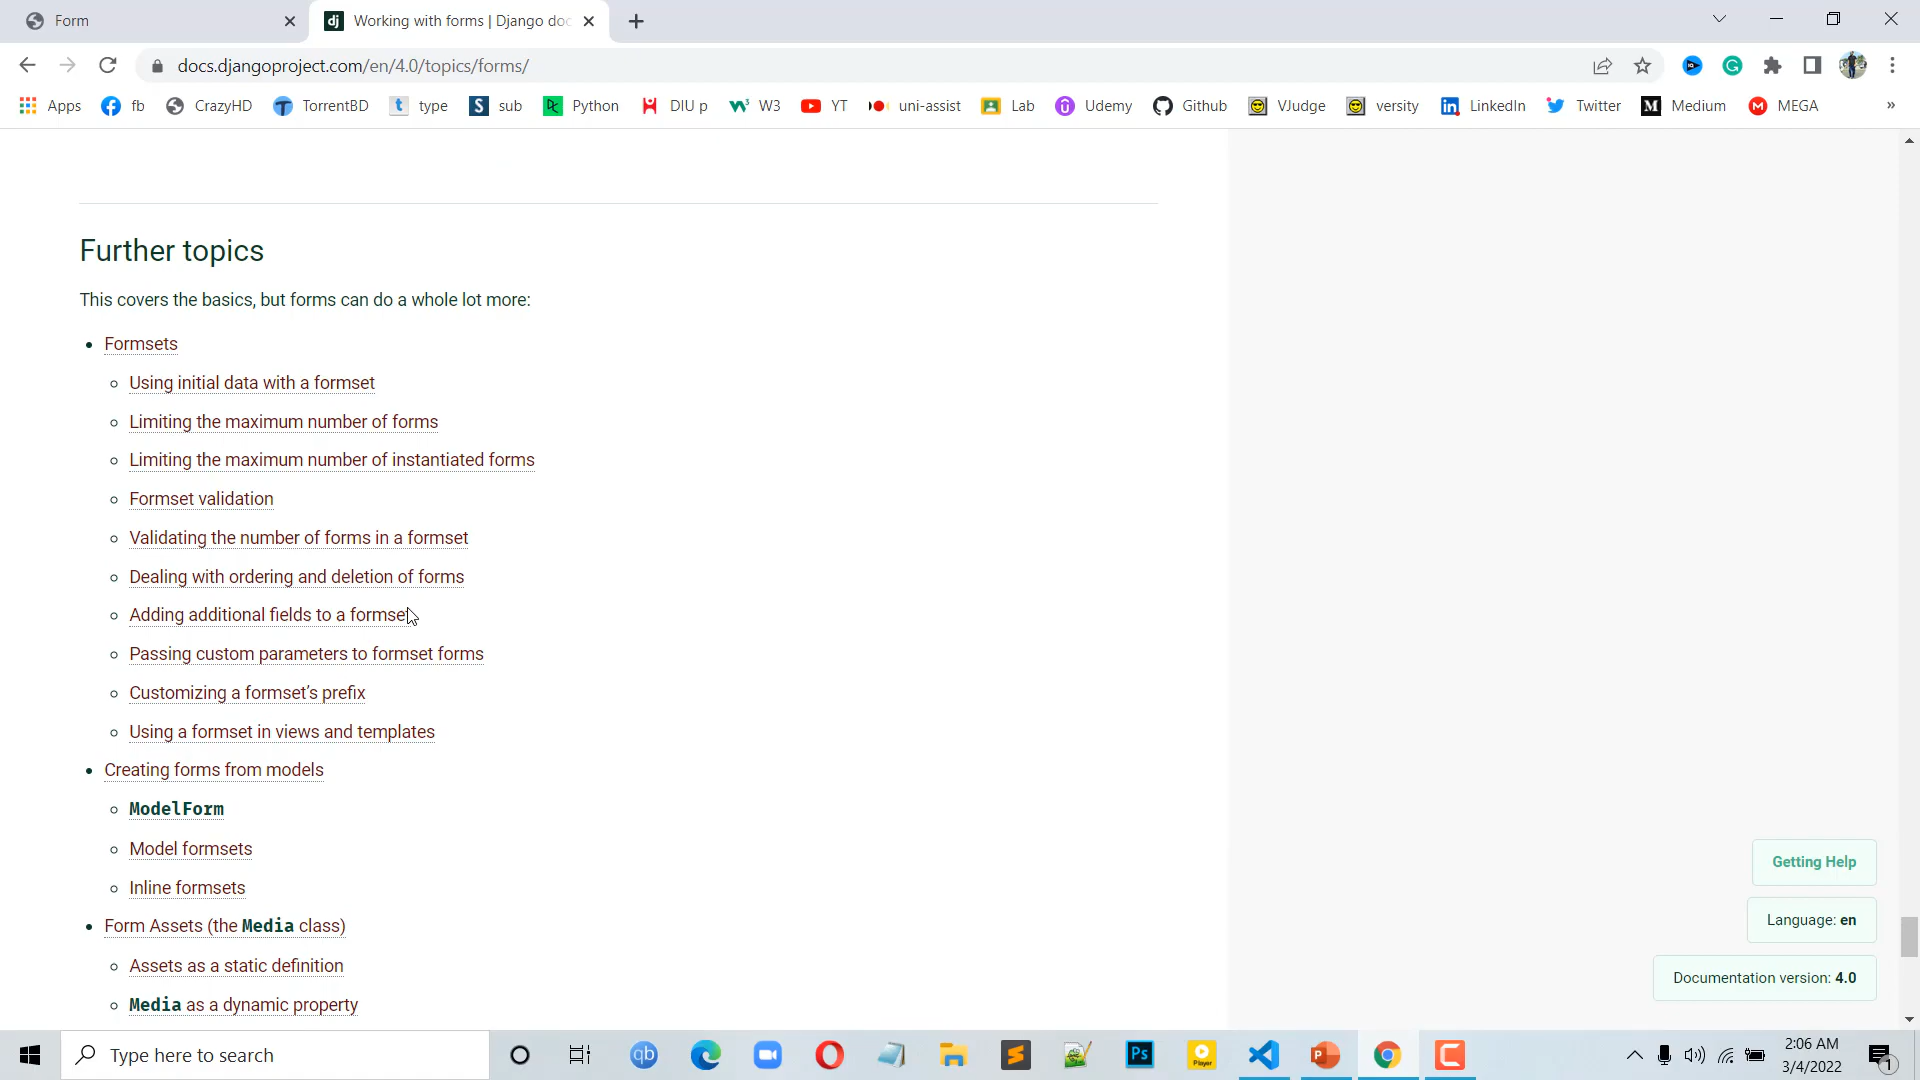 Form
dj Working with forms | Django doc
docs.djangoproject.com/en/4.0/topics/forms/
Apps fb CrazyHD TorrentBD type sub Python DIU p W3 YT uni-assist Lab Udemy Github VJudge versity LinkedIn Twitter Medium MEGA »
Further topics
This covers the basics, but forms can do a whole lot more:
Formsets
Using initial data with a formset
Limiting the maximum number of forms
Limiting the maximum number of instantiated forms
Formset validation
Validating the number of forms in a formset
Dealing with ordering and deletion of forms
Adding additional fields to a formset
Passing custom parameters to formset forms
Customizing a formset's prefix
Using a formset in views and templates
Creating forms from models
ModelForm
Model formsets
Inline formsets
Form Assets (the Media class)
Assets as a static definition
Media as a dynamic property
Getting Help
Language: en
Documentation version: 4.0
Type here to search
2:06 AM
3/4/2022
1